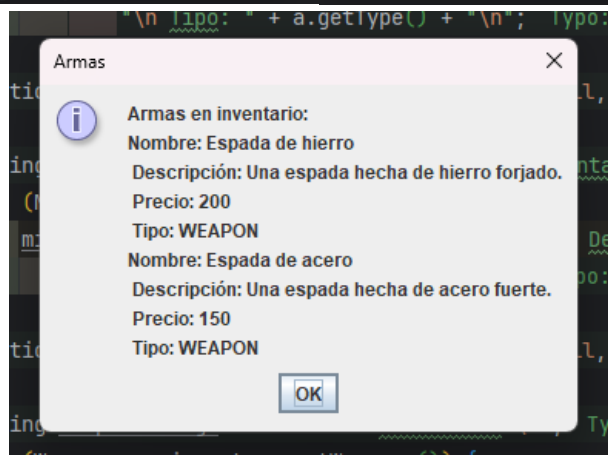 "\n Tipo: " + a.getType() + "\n"; Typo:
Armas
Armas en inventario:
Nombre: Espada de hierro
Descripción: Una espada hecha de hierro forjado.
Precio: 200
Tipo: WEAPON
Nombre: Espada de acero
Descripción: Una espada hecha de acero fuerte.
Precio: 150
Tipo: WEAPON
OK